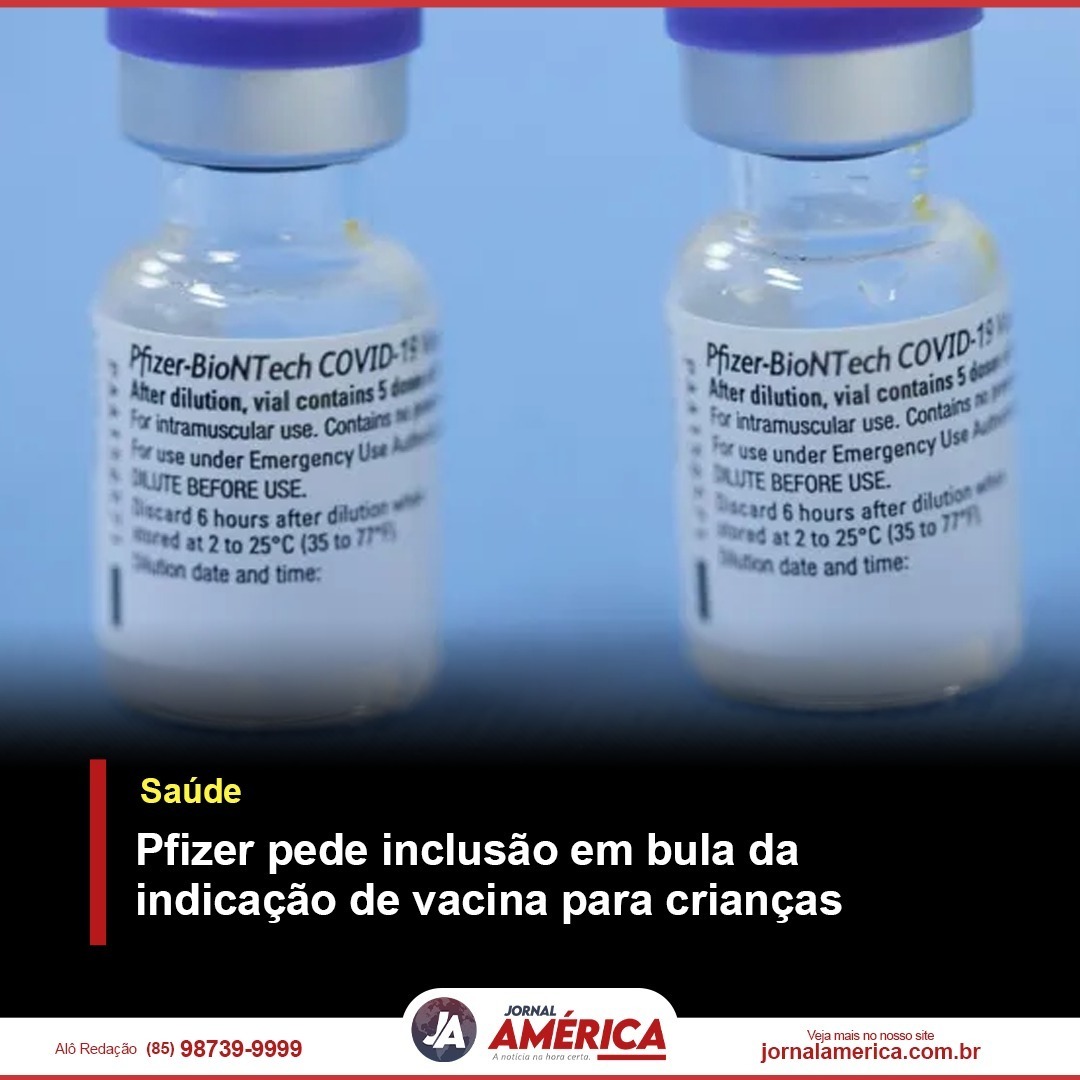 Pfizer-BioNTech COVID-19
After dilution, vial contains 5
For intramuscular use. Contains no
For use under Emergency Use
DILUTE BEFORE USE.
Discard 6 hours after dilution when
stored at 2 to 25°C (35 to 77°F)
Dilution date and time:
Pfizer-BioNTech COVID-19
After dilution, vial contains 5
For intramuscular use. Contains no
For use under Emergency Use
DILUTE BEFORE USE.
Discard 6 hours after dilution when
stored at 2 to 25°C (35 to 77°F)
Dilution date and time:
Saúde
Pfizer pede inclusão em bula da
indicação de vacina para crianças
Alô Redação (85) 98739-9999
JA
JORNAL
AMÉRICA
A notícia na hora certa.
Veja mais no nosso site
jornalamerica.com.br